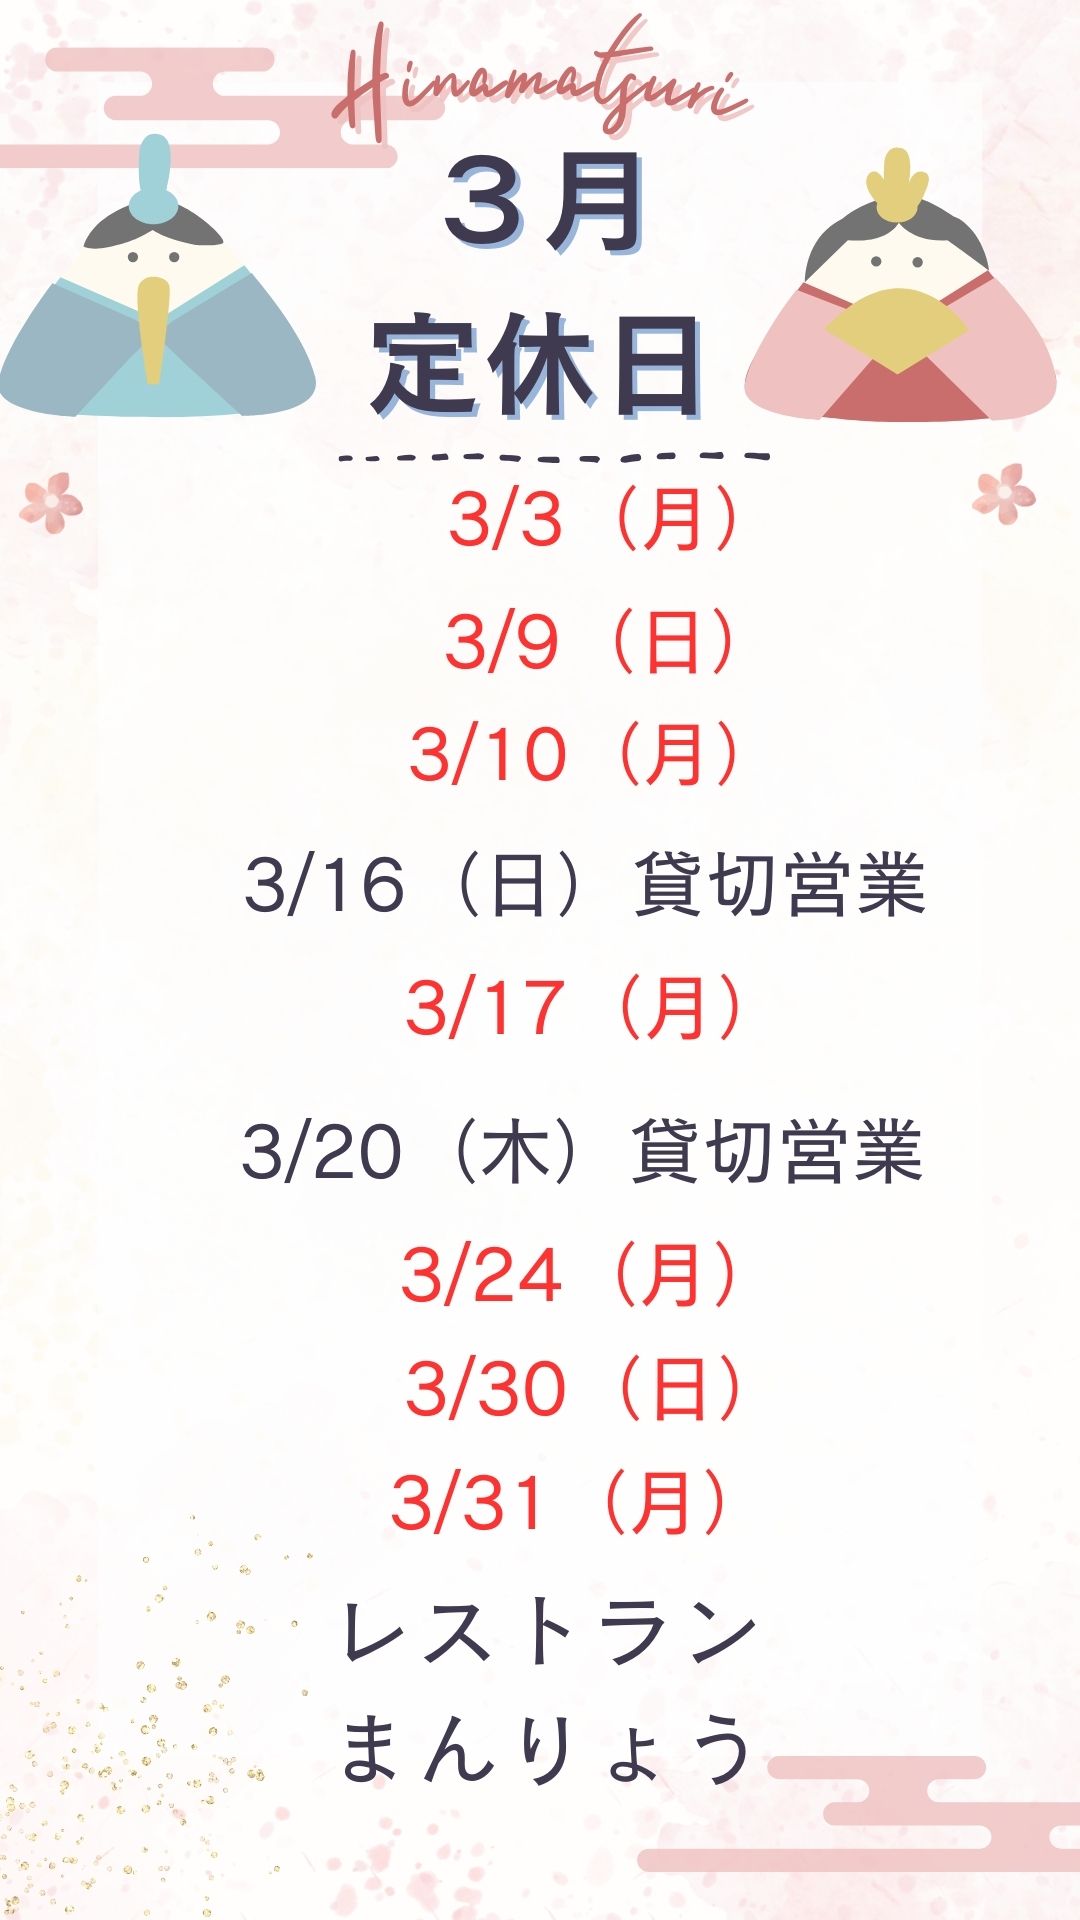 Hinamatsuri
３月
定休日
3/3（月）
3/9（日）
3/10（月）
3/16（日）貸切営業
3/17（月）
3/20（木）貸切営業
3/24（月）
3/30（日）
3/31（月）
レストラン
まんりょう